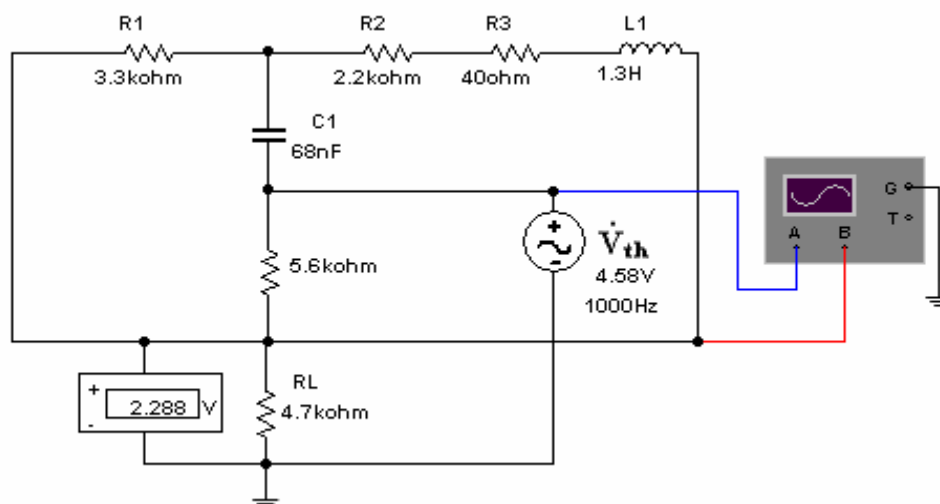 R1
R2
R3
L1
3.3kohm
2.2kohm
40ohm
1.3H
C1
68nF
G
T
A
B
+
-
V̇th
4.58V
1000Hz
5.6kohm
RL
4.7kohm
+
-
2.288 V